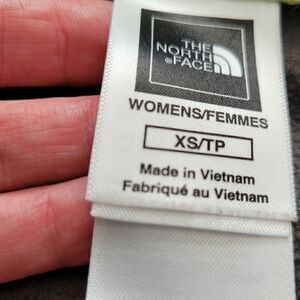 THE
NORTH
®FACE
WOMENS/FEMMES
XS/TP
Made in Vietnam
Fabriqué au Vietnam